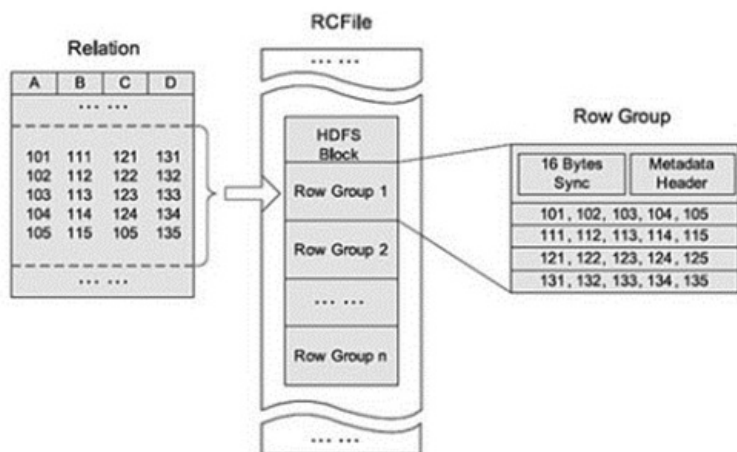 RCFile
Relation
A B C D
... ...
101 111 121 131
102 112 122 132
103 113 123 133
104 114 124 134
105 115 105 135
... ...
... ...
HDFS
Block
Row Group 1
Row Group 2
... ...
Row Group n
... ...
Row Group
16 Bytes
Sync
Metadata
Header
101, 102, 103, 104, 105
111, 112, 113, 114, 115
121, 122, 123, 124, 125
131, 132, 133, 134, 135